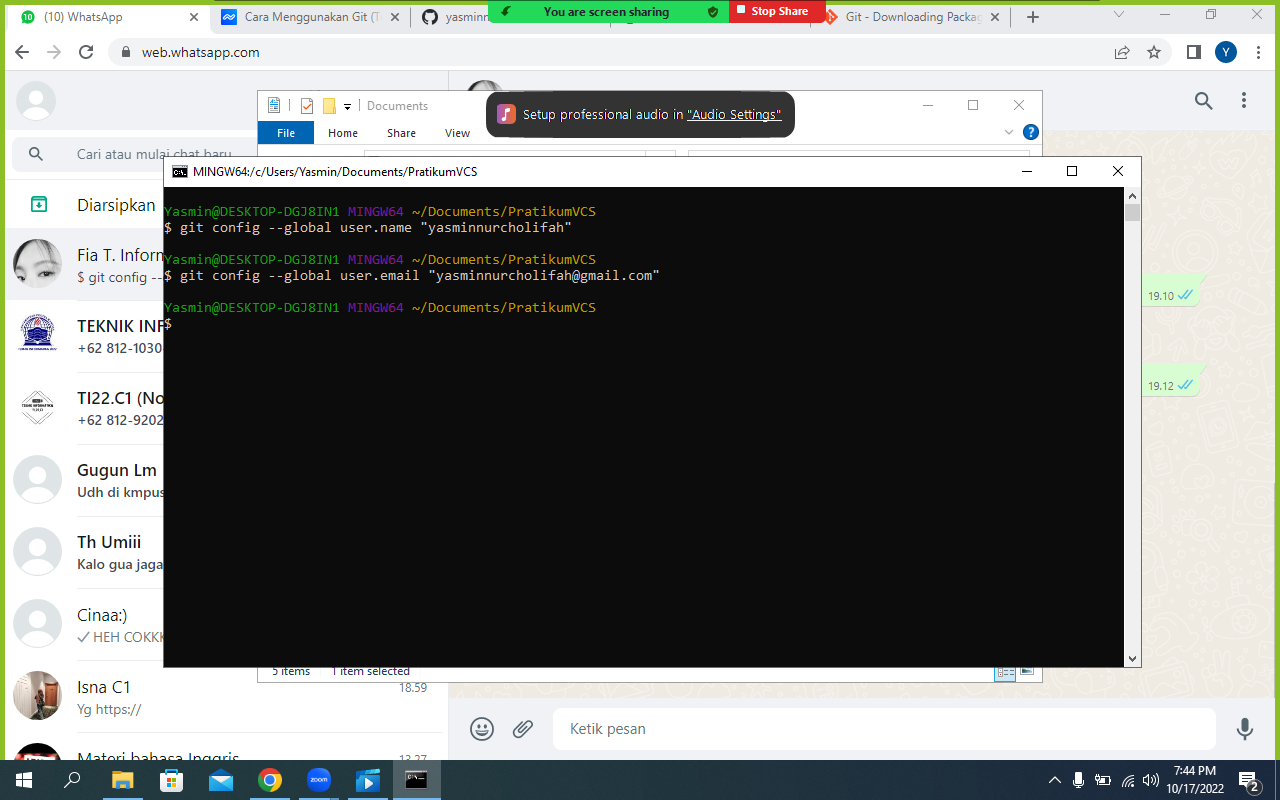 (10) WhatsApp
Cara Menggunakan Git (T
yasminn
You are screen sharing
Stop Share
Git - Downloading Packag
web.whatsapp.com
Y
Documents
Setup professional audio in "Audio Settings"
File
Home
Share
View
Cari atau mulai chat baru
MINGW64:/c/Users/Yasmin/Documents/PratikumVCS
Diarsipkan
Yasmin@DESKTOP-DGJ8IN1 MINGW64 ~/Documents/PratikumVCS
$ git config --global user.name "yasminnurcholifah"
Yasmin@DESKTOP-DGJ8IN1 MINGW64 ~/Documents/PratikumVCS
$ git config --global user.email "yasminnurcholifah@gmail.com"
Yasmin@DESKTOP-DGJ8IN1 MINGW64 ~/Documents/PratikumVCS
$
Fia T. Inform
$ git config --
19.10
TEKNIK INF
+62 812-1030
TI22.C1 (No
+62 812-9202
19.12
Gugun Lm
Udh di kmpus
Th Umiii
Kalo gua jaga
Cinaa:)
HEH COKKK
5 items
1 item selected
Isna C1
18.59
Yg https://
Ketik pesan
Materi bahasa Inggris
13.27
zoom
7:44 PM
10/17/2022
2